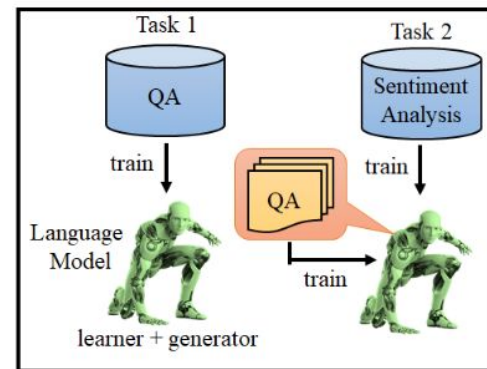 Task 1
QA
train
Language
Model
learner + generator
Task 2
Sentiment
Analysis
train
QA
train